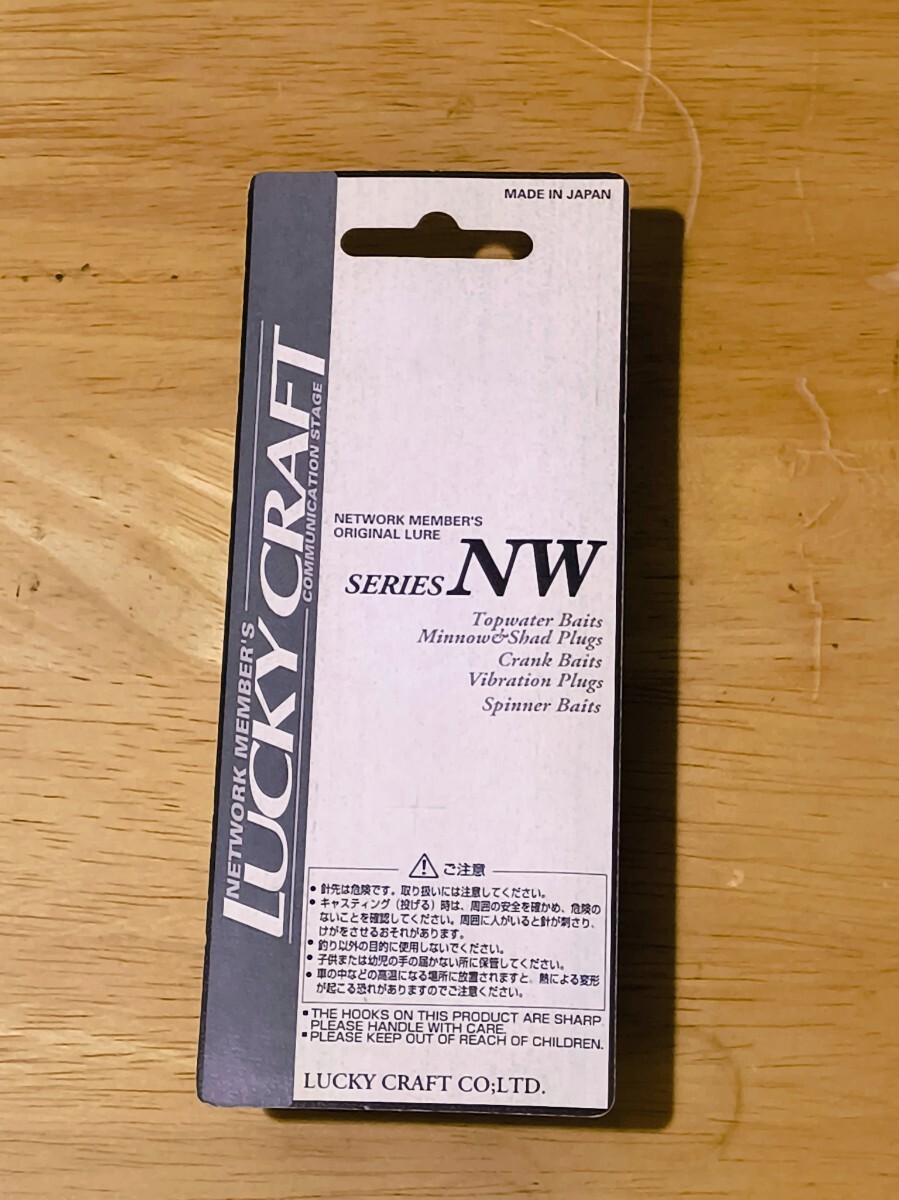 MADE IN JAPAN
NETWORK MEMBER'S
LUCKY CRAFT
COMMUNICATION STAGE
NETWORK MEMBER'S
ORIGINAL LURE
SERIES NW
Topwater Baits
Minnow&Shad Plugs
Crank Baits
Vibration Plugs
Spinner Baits
ご注意
• 針先は危険です。取り扱いには注意してください。
• キャスティング（投げる）時は、周囲の安全を確かめ、危険の
ないことを確認してください。周囲に人がいると針が刺さり、
けがをさせるおそれがあります。
• 釣り以外の目的に使用しないでください。
• 子供または幼児の手の届かない所に保管してください。
• 車の中などの高温になる場所に放置されますと、熱による変形
が起こる恐れがありますのでご注意ください。
▪THE HOOKS ON THIS PRODUCT ARE SHARP
PLEASE HANDLE WITH CARE.
▪PLEASE KEEP OUT OF REACH OF CHILDREN.
LUCKY CRAFT CO;LTD.